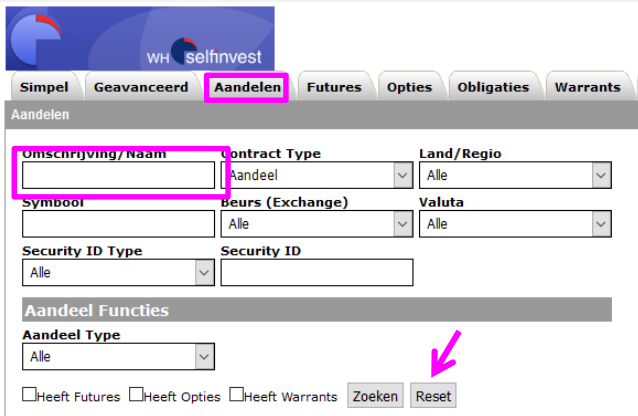 WH selfinvest
Simpel Geavanceerd Aandelen Futures Opties Obligaties Warrants
Aandelen
Omschrijving/Naam Contract Type Land/Regio
Aandeel Alle
Symbool Beurs (Exchange) Valuta
Alle Alle
Security ID Type Security ID
Alle
Aandeel Functies
Aandeel Type
Alle
Heeft Futures Heeft Opties Heeft Warrants Zoeken Reset